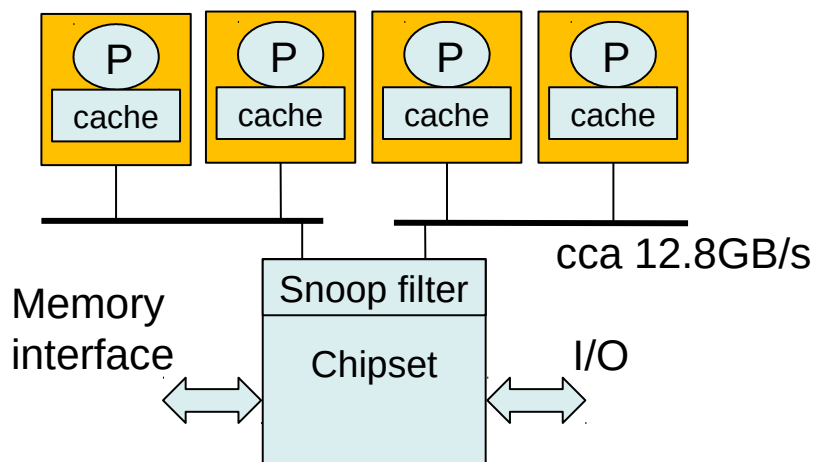 P
P
P
P
cache
cache
cache
cache
cca 12.8GB/s
Snoop filter
Memory
interface
Chipset
I/O